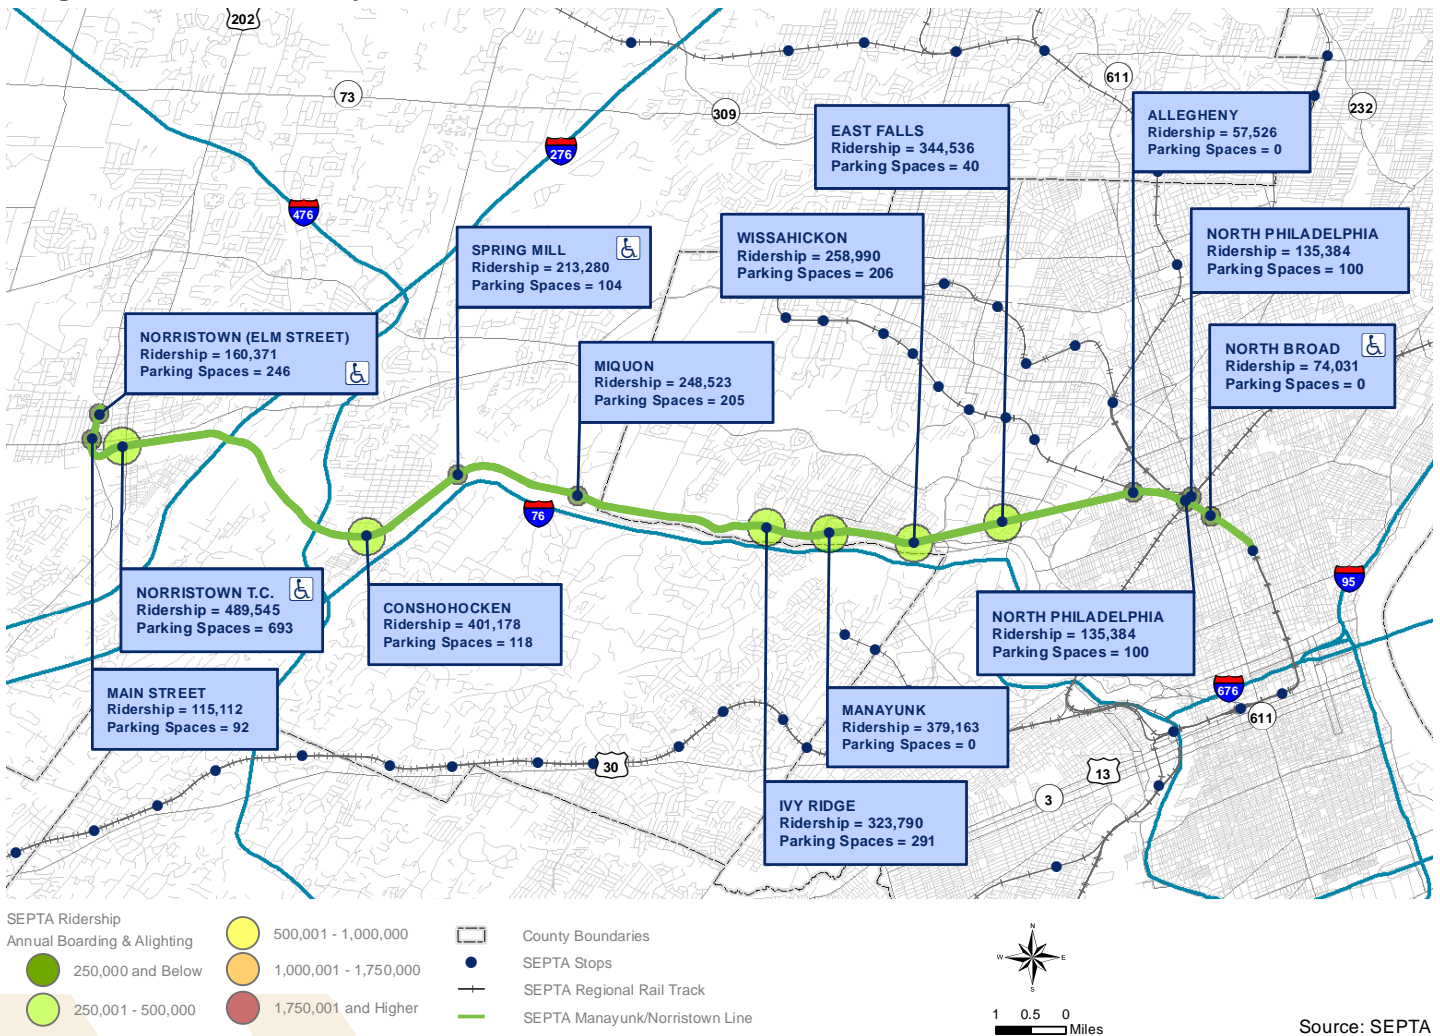 202
73
309
611
232
276
476
EAST FALLS
Ridership = 344,536
Parking Spaces = 40
ALLEGHENY
Ridership = 57,526
Parking Spaces = 0
SPRING MILL
Ridership = 213,280
Parking Spaces = 104
WISSAHICKON
Ridership = 258,990
Parking Spaces = 206
NORTH PHILADELPHIA
Ridership = 135,384
Parking Spaces = 100
NORRISTOWN (ELM STREET)
Ridership = 160,371
Parking Spaces = 246
MIQUON
Ridership = 248,523
Parking Spaces = 205
NORTH BROAD
Ridership = 74,031
Parking Spaces = 0
76
95
NORRISTOWN T.C.
Ridership = 489,545
Parking Spaces = 693
CONSHOHOCKEN
Ridership = 401,178
Parking Spaces = 118
NORTH PHILADELPHIA
Ridership = 135,384
Parking Spaces = 100
MAIN STREET
Ridership = 115,112
Parking Spaces = 92
MANAYUNK
Ridership = 379,163
Parking Spaces = 0
676
611
30
13
3
IVY RIDGE
Ridership = 323,790
Parking Spaces = 291
SEPTA Ridership
Annual Boarding & Alighting
250,000 and Below
250,001 - 500,000
500,001 - 1,000,000
1,000,001 - 1,750,000
1,750,001 and Higher
County Boundaries
SEPTA Stops
SEPTA Regional Rail Track
SEPTA Manayunk/Norristown Line
N
W E
S
1 0.5 0
Miles
Source: SEPTA